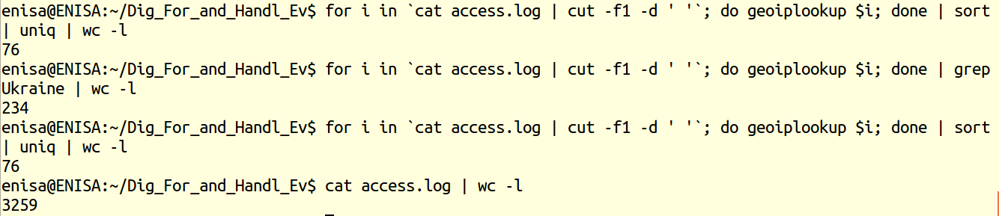 enisa@ENISA:~/Dig_For_and_Handl_Ev$ for i in `cat access.log | cut -f1 -d ' '`; do geoiplookup $i; done | sort
| uniq | wc -l
76
enisa@ENISA:~/Dig_For_and_Handl_Ev$ for i in `cat access.log | cut -f1 -d ' '`; do geoiplookup $i; done | grep
Ukraine | wc -l
234
enisa@ENISA:~/Dig_For_and_Handl_Ev$ for i in `cat access.log | cut -f1 -d ' '`; do geoiplookup $i; done | sort
| uniq | wc -l
76
enisa@ENISA:~/Dig_For_and_Handl_Ev$ cat access.log | wc -l
3259